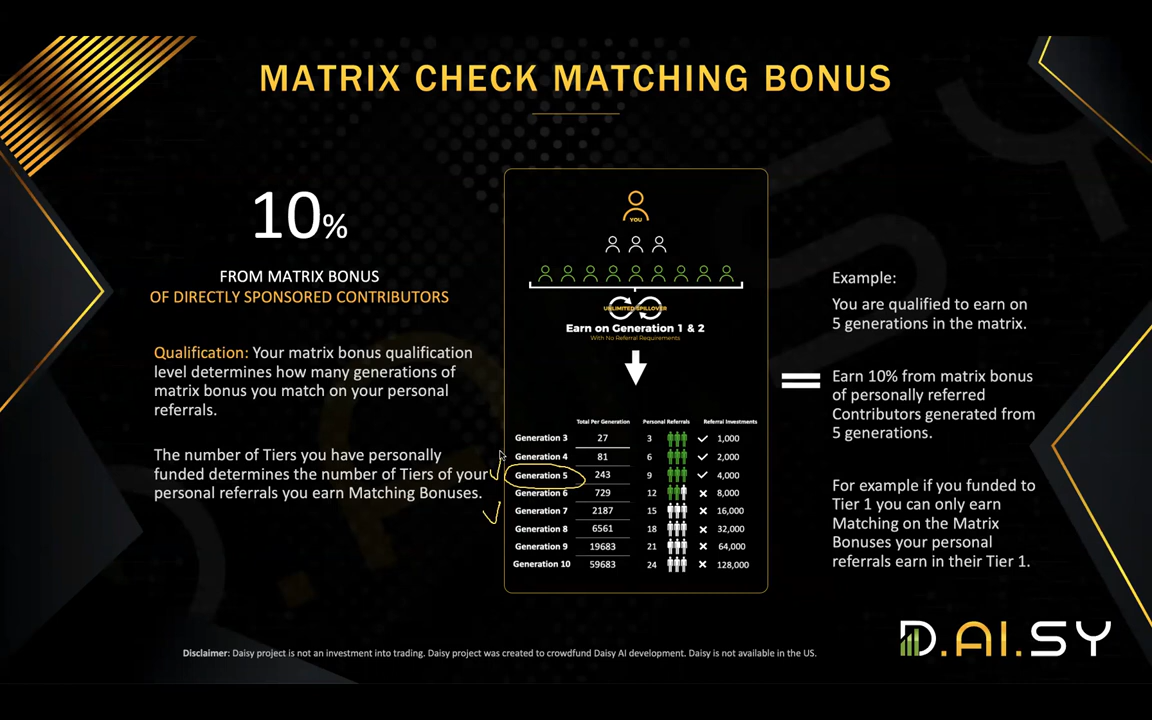 MATRIX CHECK MATCHING BONUS
10%
FROM MATRIX BONUS
OF DIRECTLY SPONSORED CONTRIBUTORS
Qualification: Your matrix bonus qualification
level determines how many generations of
matrix bonus you match on your personal
referrals.
The number of Tiers you have personally
funded determines the number of Tiers of your
personal referrals you earn Matching Bonuses.
YOU
UNLIMITED SPILLOVER
Earn on Generation 1 & 2
With No Referral Requirements
Total Per Generation Personal Referrals Referral Investments
Generation 3 27 3 1,000
Generation 4 81 6 2,000
Generation 5 243 9 4,000
Generation 6 729 12 8,000
Generation 7 2187 15 16,000
Generation 8 6561 18 32,000
Generation 9 19683 21 64,000
Generation 10 59683 24 128,000
Example:
You are qualified to earn on
5 generations in the matrix.
Earn 10% from matrix bonus
of personally referred
Contributors generated from
5 generations.
For example if you funded to
Tier 1 you can only earn
Matching on the Matrix
Bonuses your personal
referrals earn in their Tier 1.
D.AI.SY
Disclaimer: Daisy project is not an investment into trading. Daisy project was created to crowdfund Daisy AI development. Daisy is not available in the US.